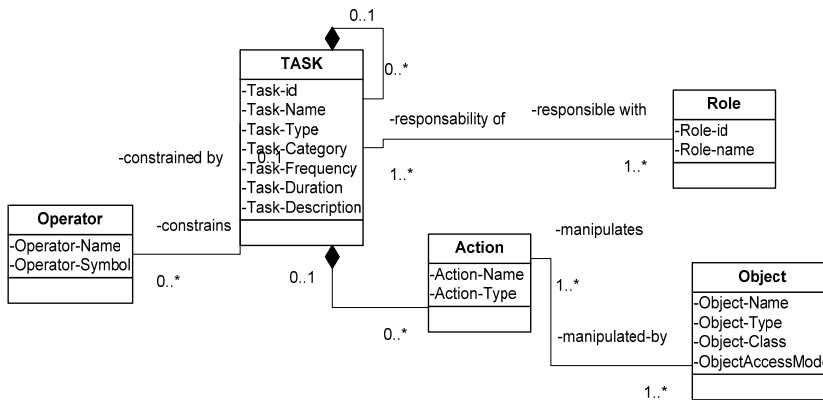 0..1
TASK
0..*
-Task-id
-Task-Name
-Task-Type
-Task-Category
-Task-Frequency
-Task-Duration
-Task-Description
-responsability of
-responsible with
1..*
1..*
Role
-Role-id
-Role-name
-constrained by
0..1
Operator
-Operator-Name
-Operator-Symbol
-constrains
0..*
0..1
0..*
Action
-Action-Name
-Action-Type
-manipulates
1..*
-manipulated-by
1..*
Object
-Object-Name
-Object-Type
-Object-Class
-ObjectAccessMode